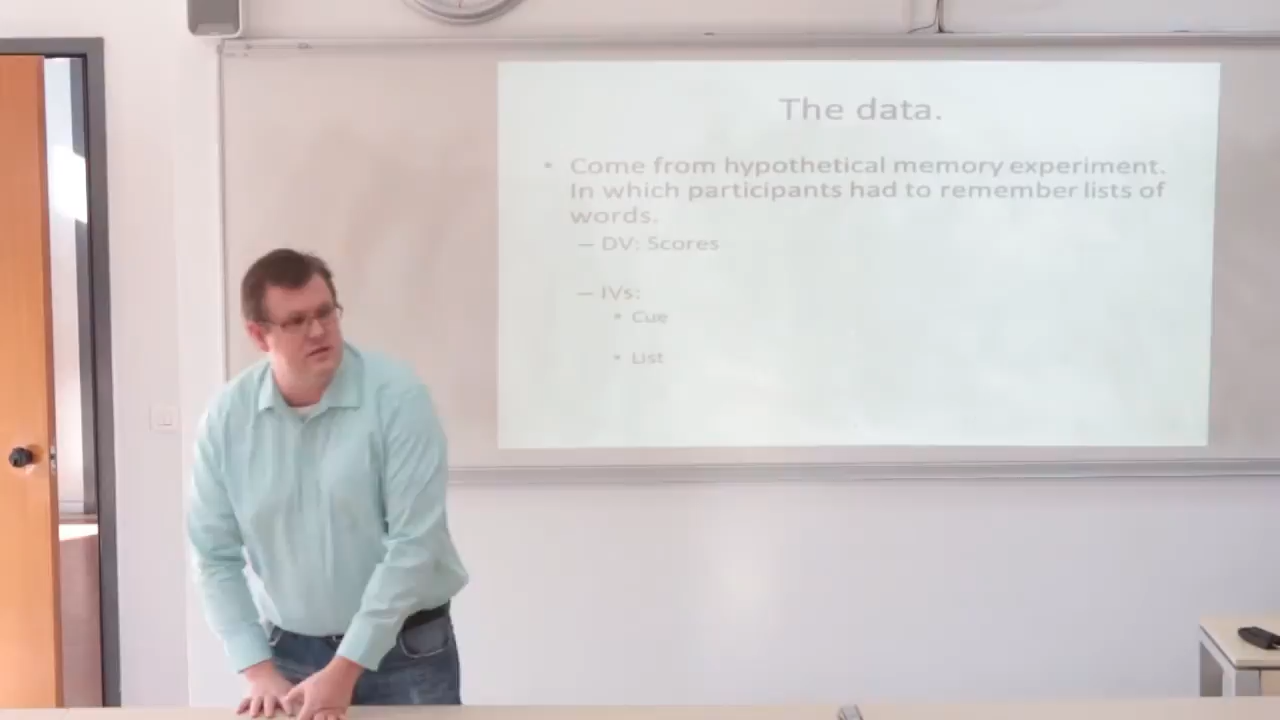 The data.
• Come from hypothetical memory experiment.
In which participants had to remember lists of
words.
– DV: Scores
– IVs:
• Cue
• List